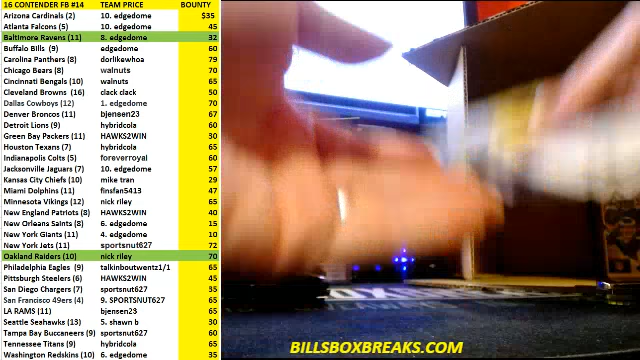 16 CONTENDER FB #14 TEAM PRICE BOUNTY
Arizona Cardinals (2) 10. edgedome $35
Atlanta Falcons (5) 10. edgedome 45
Baltimore Ravens (11) 8. edgedome 32
Buffalo Bills (9) edgedome 60
Carolina Panthers (8) dorlikewhoa 79
Chicago Bears (8) walnuts 70
Cincinnati Bengals (10) walnuts 65
Cleveland Browns (16) clack clack 50
Dallas Cowboys (12) 1. edgedome 70
Denver Broncos (11) bjensen23 67
Detroit Lions (9) hybridcola 60
Green Bay Packers (11) HAWKS2WIN 30
Houston Texans (7) hybridcola 65
Indianapolis Colts (5) foreverroyal 60
Jacksonville Jaguars (7) 10. edgedome 57
Kansas City Chiefs (10) mike tran 29
Miami Dolphins (11) finsfan5413 47
Minnesota Vikings (12) nick riley 65
New England Patriots (8) HAWKS2WIN 40
New Orleans Saints (8) 6. edgedome 15
New York Giants (11) 4. edgedome 10
New York Jets (11) sportsnut627 72
Oakland Raiders (10) nick riley 70
Philadelphia Eagles (9) talkinboutwentz1/1 65
Pittsburgh Steelers (6) HAWKS2WIN 45
San Diego Chargers (7) sportsnut627 35
San Francisco 49ers (4) 9. SPORTSNUT627 65
LA RAMS (11) bjensen23 65
Seattle Seahawks (13) 5. shawn b 30
Tampa Bay Buccaneers (9) sportsnut627 60
Tennessee Titans (9) hybridcola 65
Washington Redskins (10) 6. edgedome 35
BILLSBOXBREAKS.COM